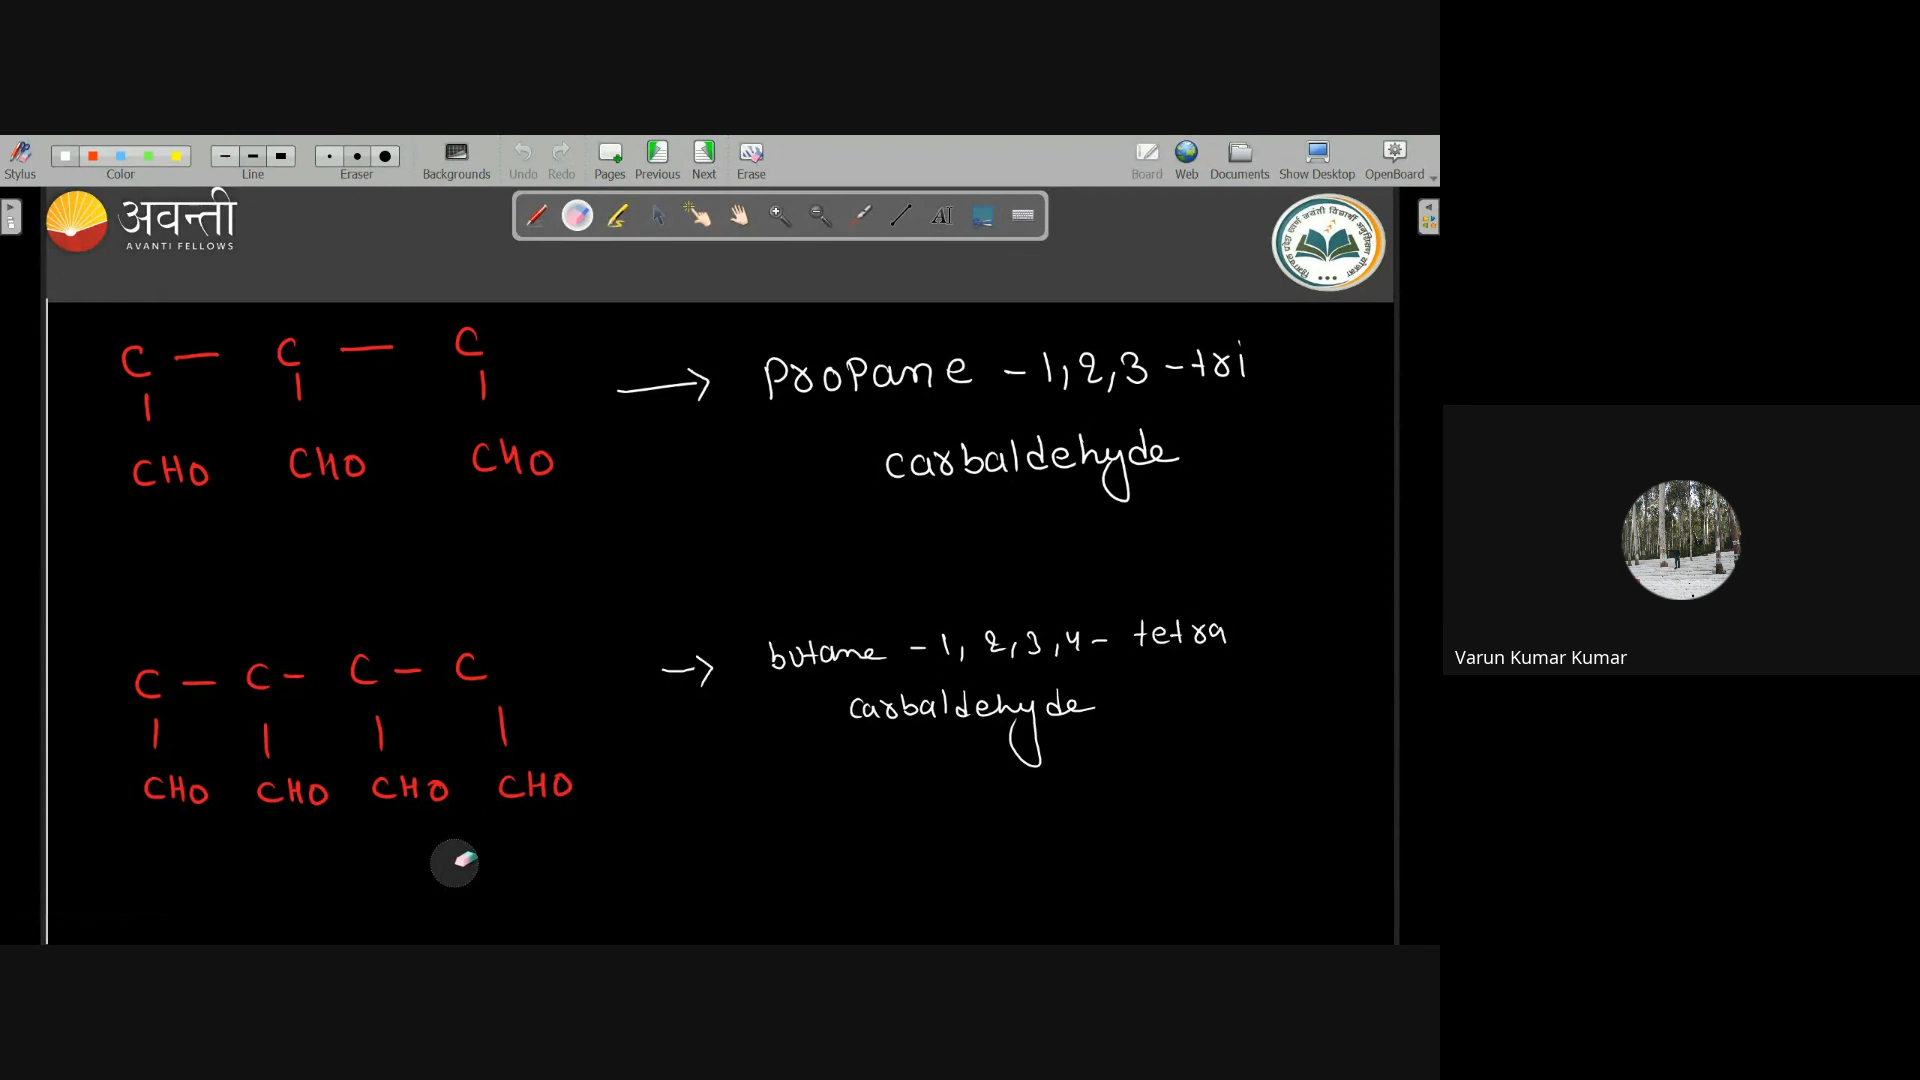 Stylus Color Line Eraser Backgrounds Undo Redo Pages Previous Next Erase Board Web Documents Show Desktop OpenBoard
अवन्ती
AVANTI FELLOWS
C — C — C → Propane - 1,2,3 - tri
CHO CHO CHO carbaldehyde
C — C - C - C → butane - 1, 2, 3, 4 - tetra
carbaldehyde
CHO CHO CHO CHO
Varun Kumar Kumar